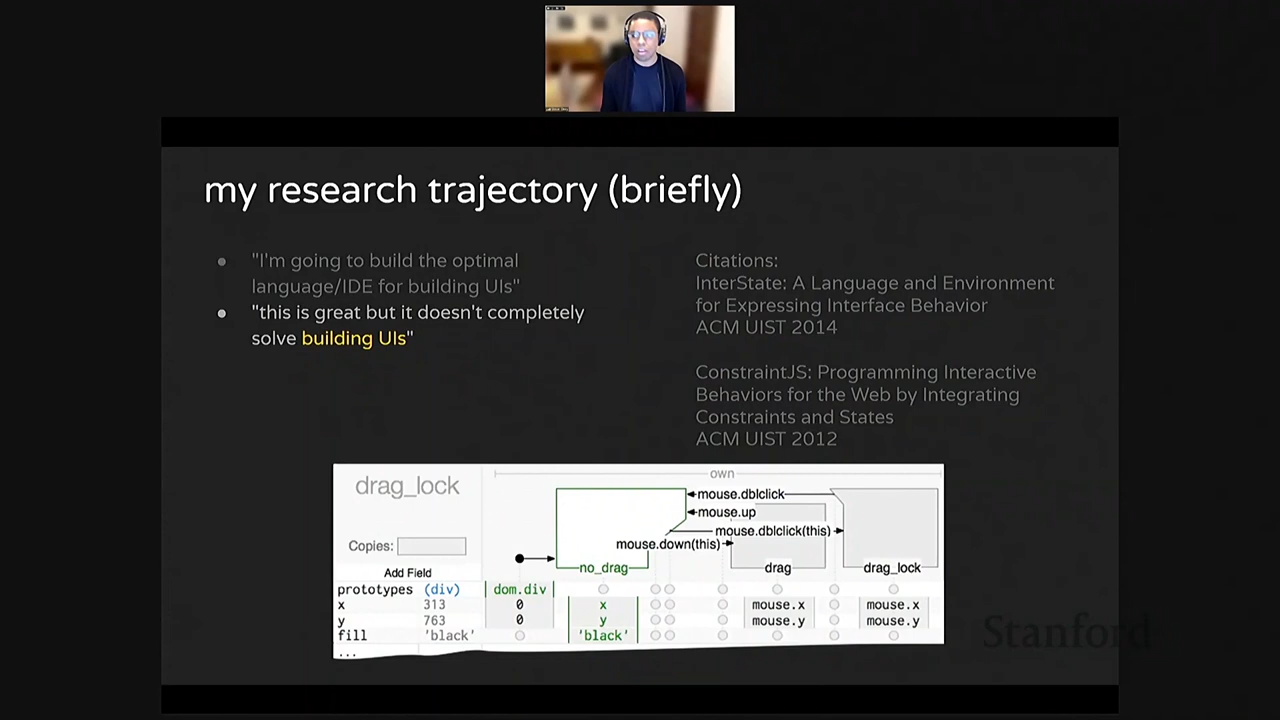 my research trajectory (briefly)
"I'm going to build the optimal
language/IDE for building UIs"
"this is great but it doesn't completely
solve building UIs"
Citations:
InterState: A Language and Environment
for Expressing Interface Behavior
ACM UIST 2014
ConstraintJS: Programming Interactive
Behaviors for the Web by Integrating
Constraints and States
ACM UIST 2012
drag_lock
own
mouse.dblclick
mouse.up
mouse.dblclick(this)
mouse.down(this)
Copies:
no_drag
drag
drag_lock
Add Field
prototypes (div) dom.div
x 313 0 x mouse.x mouse.x
y 763 0 y mouse.y mouse.y
fill 'black' 'black'
...
Stanford